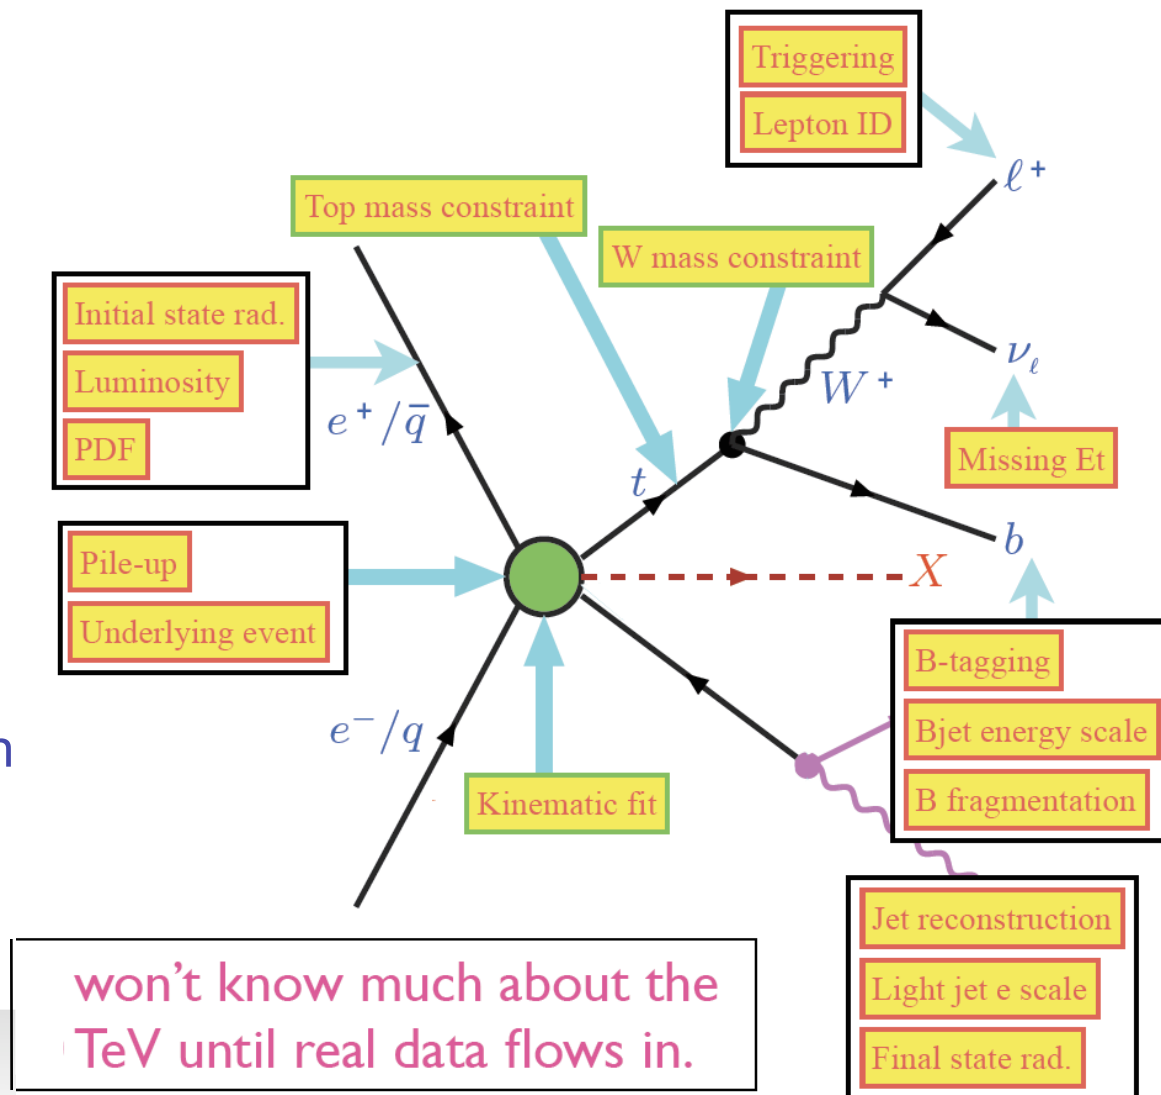 Triggering
Lepton ID
ℓ⁺
Top mass constraint
W mass constraint
Initial state rad.
Luminosity
PDF
e⁺/q̄
W⁺
ν_ℓ
Missing Et
t
b
Pile-up
Underlying event
X
B-tagging
Bjet energy scale
B fragmentation
e⁻/q
n
Kinematic fit
Jet reconstruction
Light jet e scale
Final state rad.
won't know much about the
TeV until real data flows in.